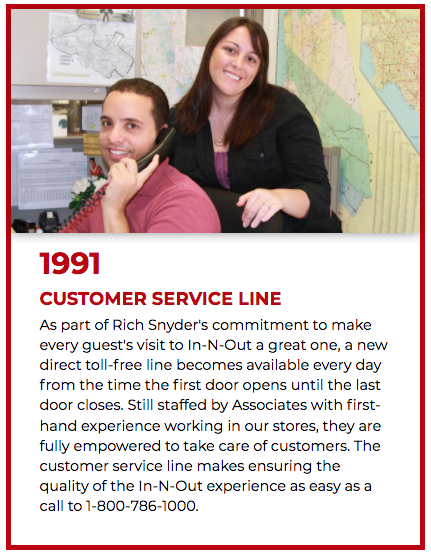 1991
CUSTOMER SERVICE LINE
As part of Rich Snyder's commitment to make
every guest's visit to In-N-Out a great one, a new
direct toll-free line becomes available every day
from the time the first door opens until the last
door closes. Still staffed by Associates with first-
hand experience working in our stores, they are
fully empowered to take care of customers. The
customer service line makes ensuring the
quality of the In-N-Out experience as easy as a
call to 1-800-786-1000.